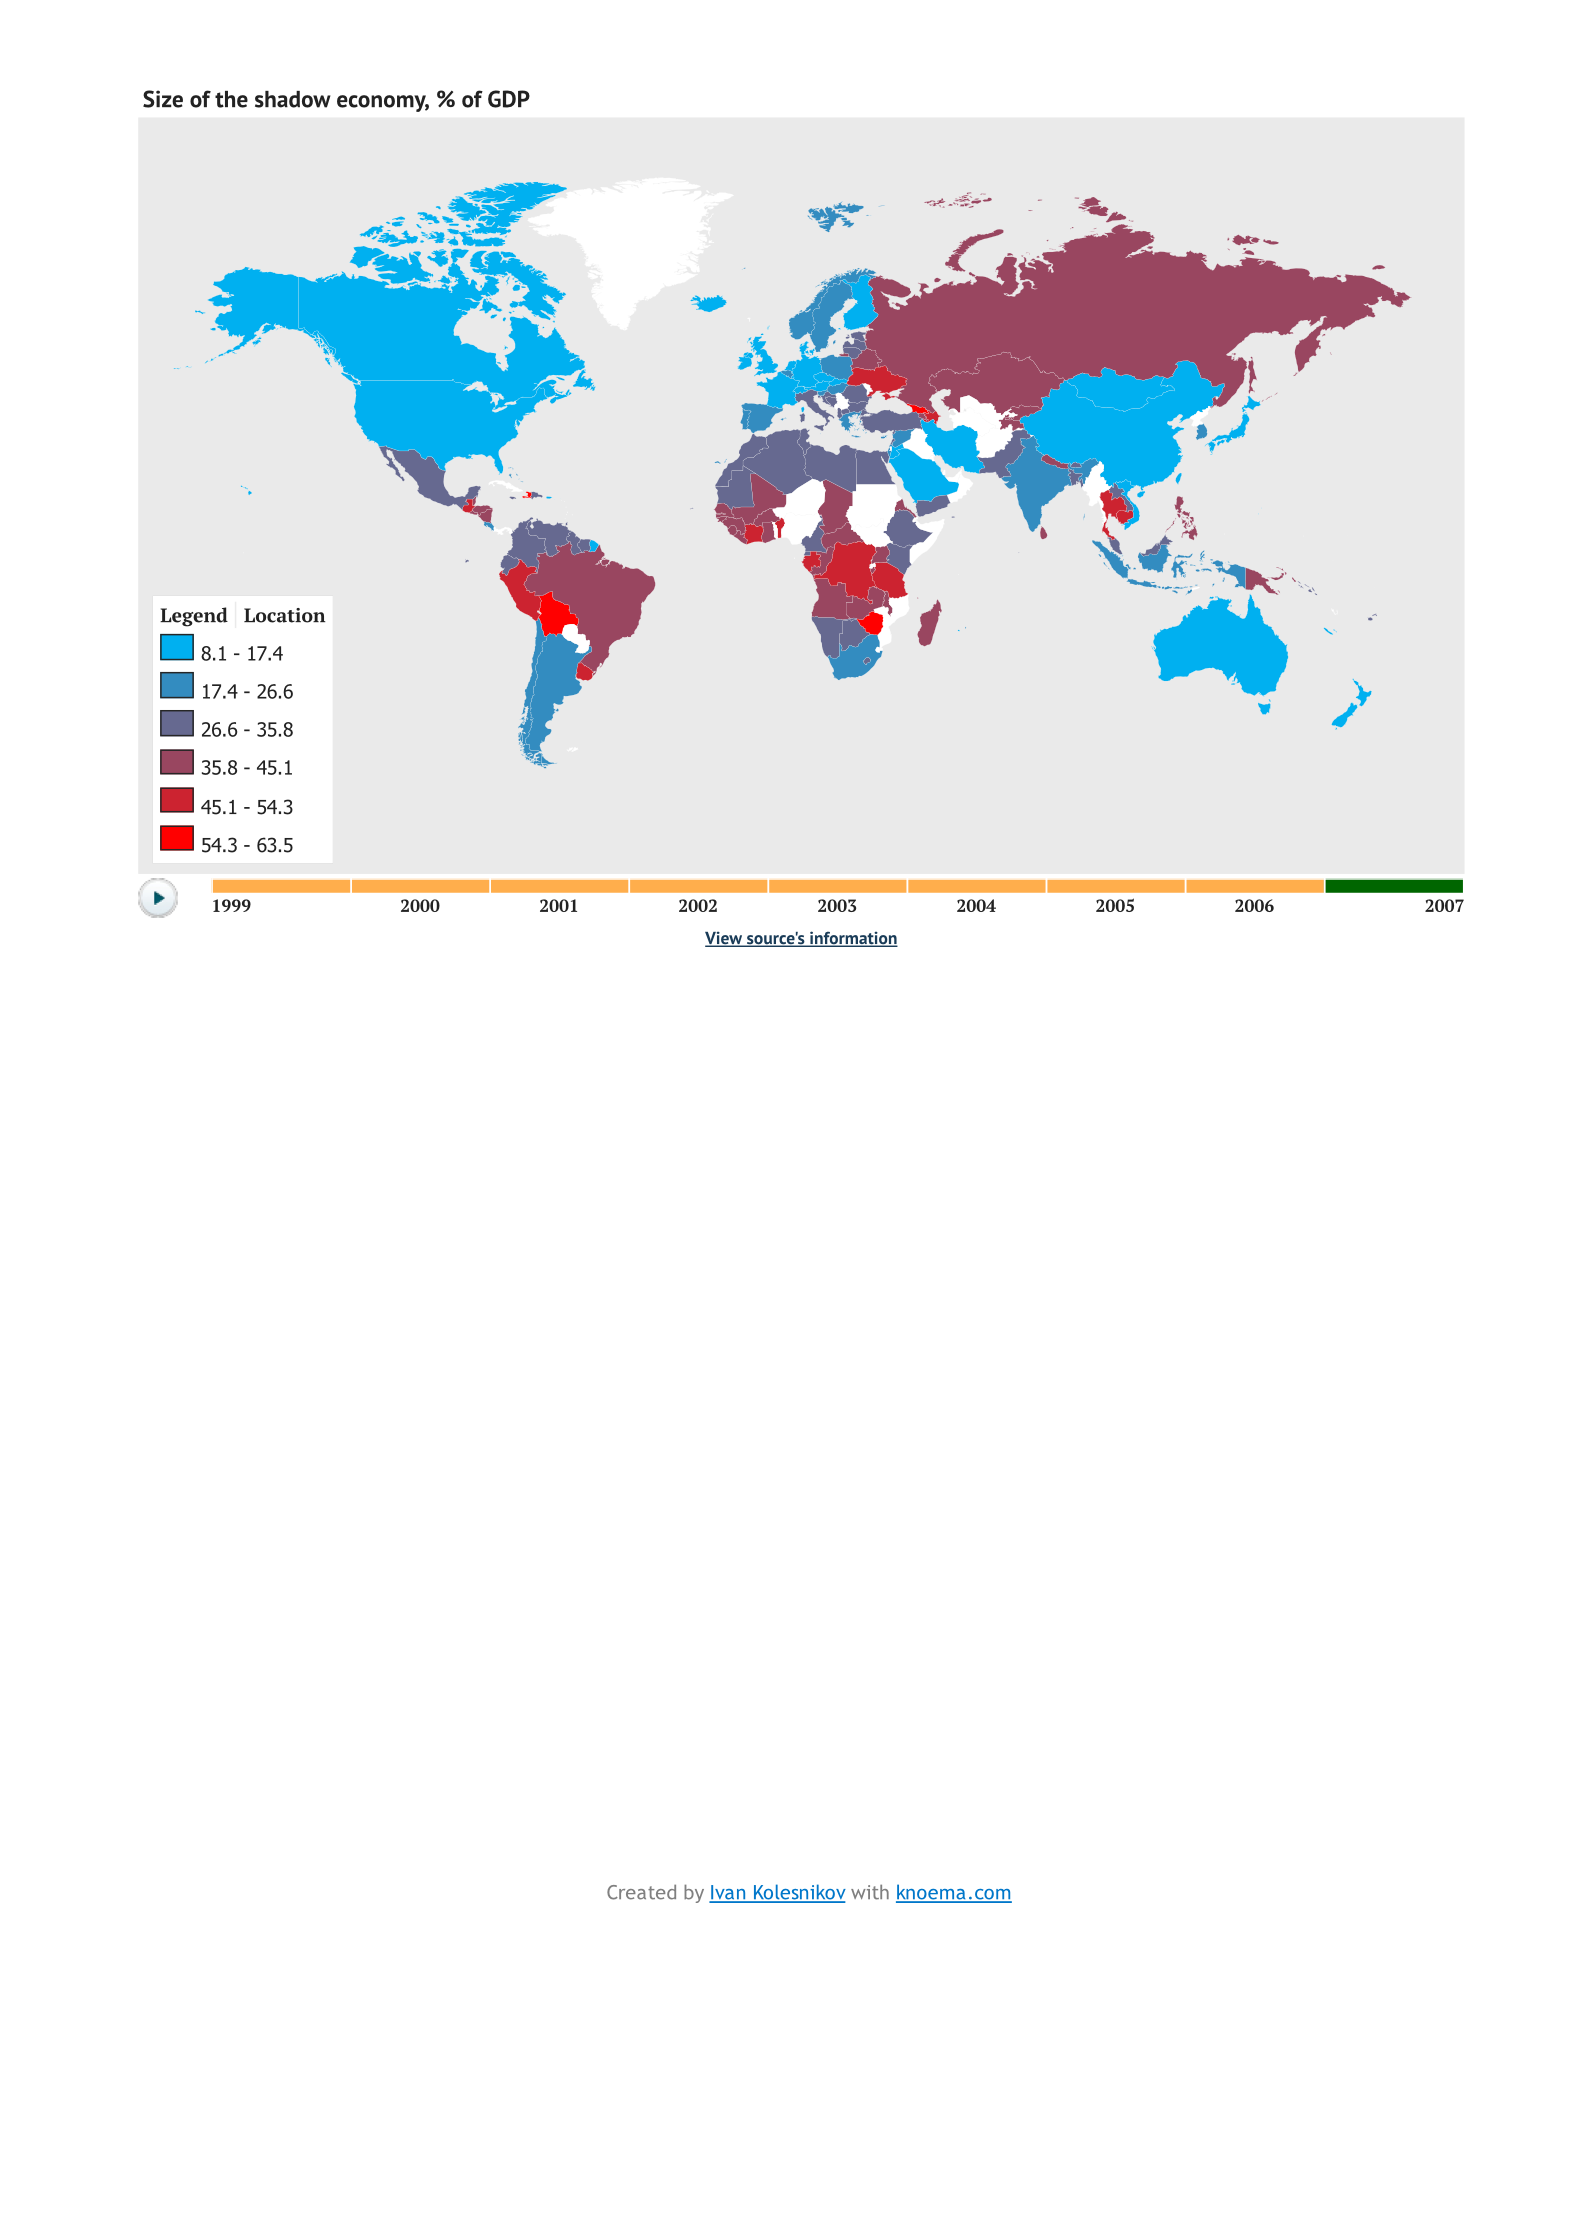 Size of the shadow economy, % of GDP
Legend Location
8.1 - 17.4
17.4 - 26.6
26.6 - 35.8
35.8 - 45.1
45.1 - 54.3
54.3 - 63.5
1999 2000 2001 2002 2003 2004 2005 2006 2007
View source's information
Created by Ivan Kolesnikov with knoema.com